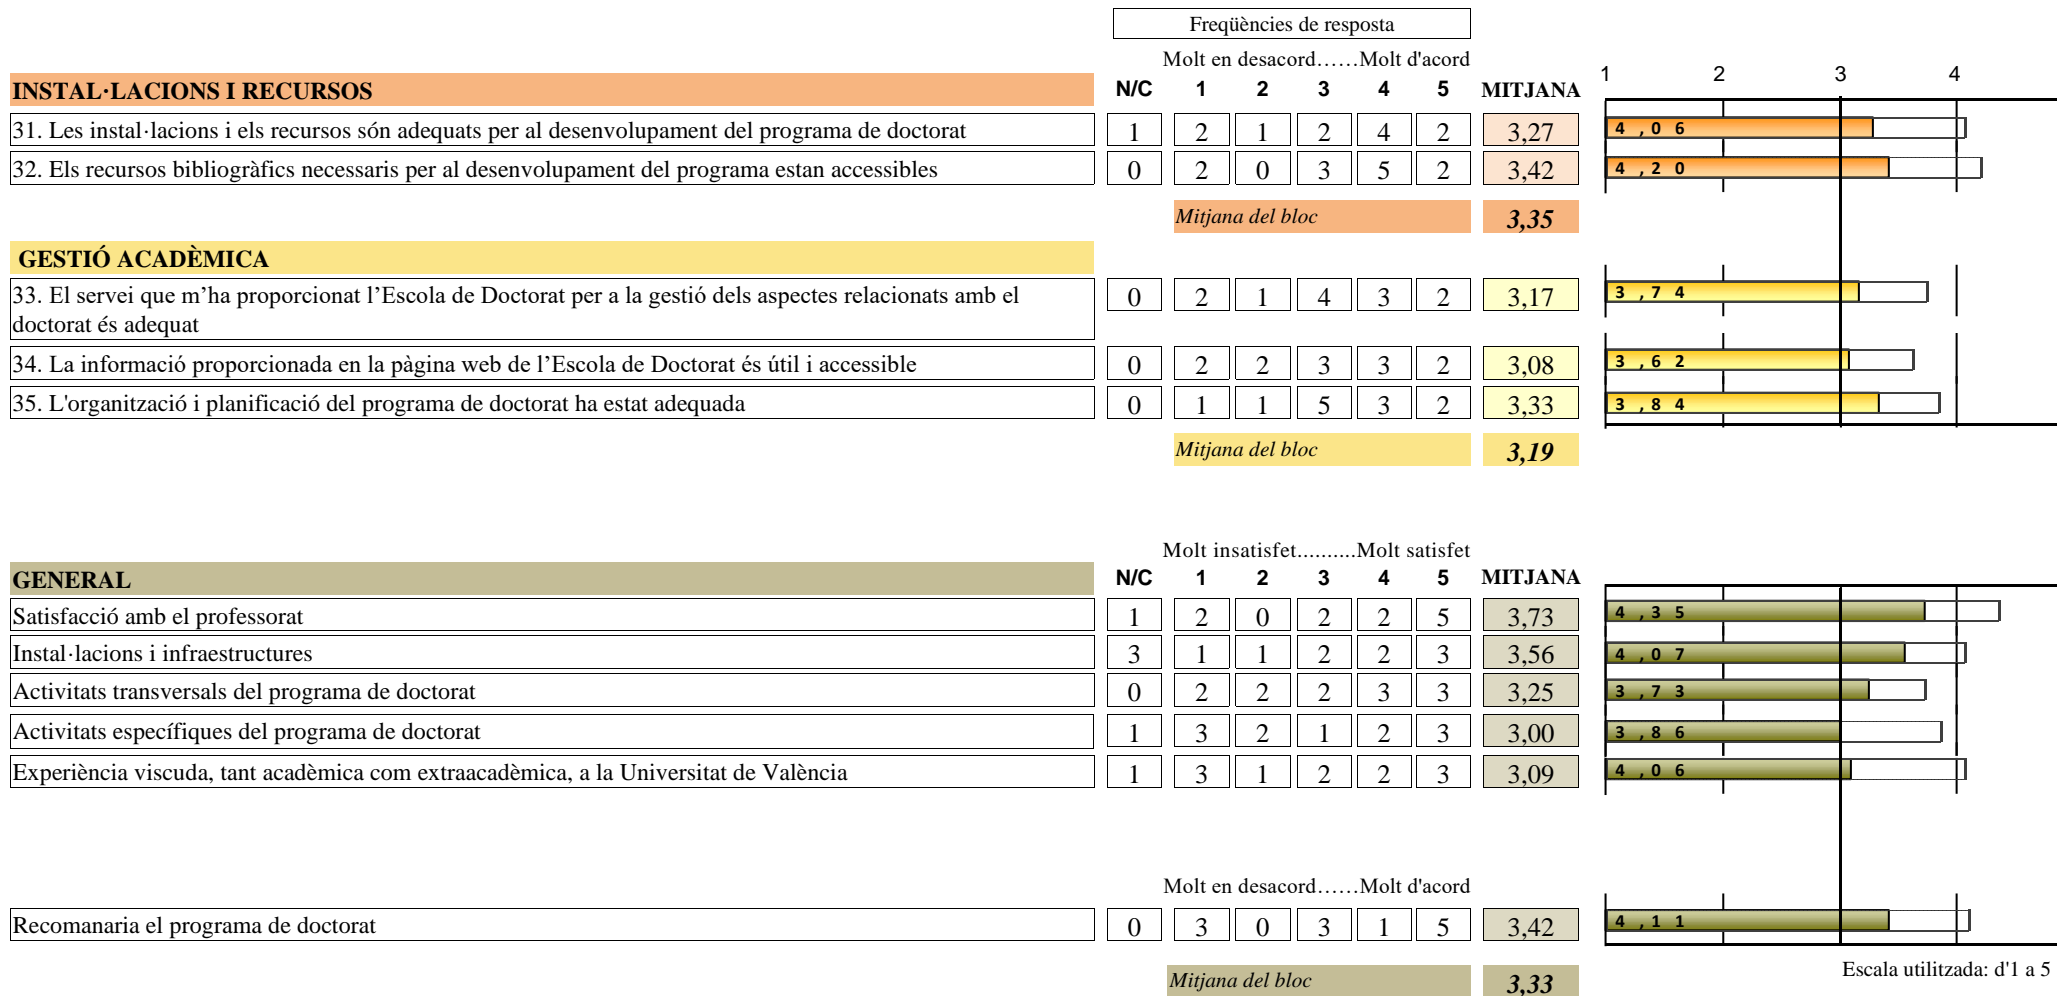 Freqüències de resposta
Molt en desacord……Molt d'acord
INSTAL·LACIONS I RECURSOS N/C 1 2 3 4 5 MITJANA 1 2 3 4
31. Les instal·lacions i els recursos són adequats per al desenvolupament del programa de doctorat 1 2 1 2 4 2 3,27 4,06
32. Els recursos bibliogràfics necessaris per al desenvolupament del programa estan accessibles 0 2 0 3 5 2 3,42 4,20
Mitjana del bloc 3,35
GESTIÓ ACADÈMICA
33. El servei que m’ha proporcionat l’Escola de Doctorat per a la gestió dels aspectes relacionats amb el
doctorat és adequat 0 2 1 4 3 2 3,17 3,74
34. La informació proporcionada en la pàgina web de l’Escola de Doctorat és útil i accessible 0 2 2 3 3 2 3,08 3,62
35. L'organització i planificació del programa de doctorat ha estat adequada 0 1 1 5 3 2 3,33 3,84
Mitjana del bloc 3,19
Molt insatisfet..........Molt satisfet
GENERAL N/C 1 2 3 4 5 MITJANA
Satisfacció amb el professorat 1 2 0 2 2 5 3,73 4,35
Instal·lacions i infraestructures 3 1 1 2 2 3 3,56 4,07
Activitats transversals del programa de doctorat 0 2 2 2 3 3 3,25 3,73
Activitats específiques del programa de doctorat 1 3 2 1 2 3 3,00 3,86
Experiència viscuda, tant acadèmica com extraacadèmica, a la Universitat de València 1 3 1 2 2 3 3,09 4,06
Molt en desacord……Molt d'acord
Recomanaria el programa de doctorat 0 3 0 3 1 5 3,42 4,11
Escala utilitzada: d'1 a 5
Mitjana del bloc 3,33